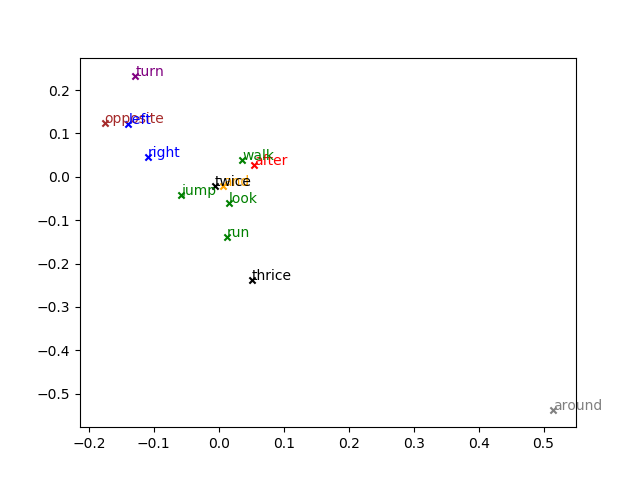 turn
opposite
left
right
walk
after
twice
jump
look
run
thrice
around
0.2
0.1
0.0
−0.1
−0.2
−0.3
−0.4
−0.5
−0.2
−0.1
0.0
0.1
0.2
0.3
0.4
0.5